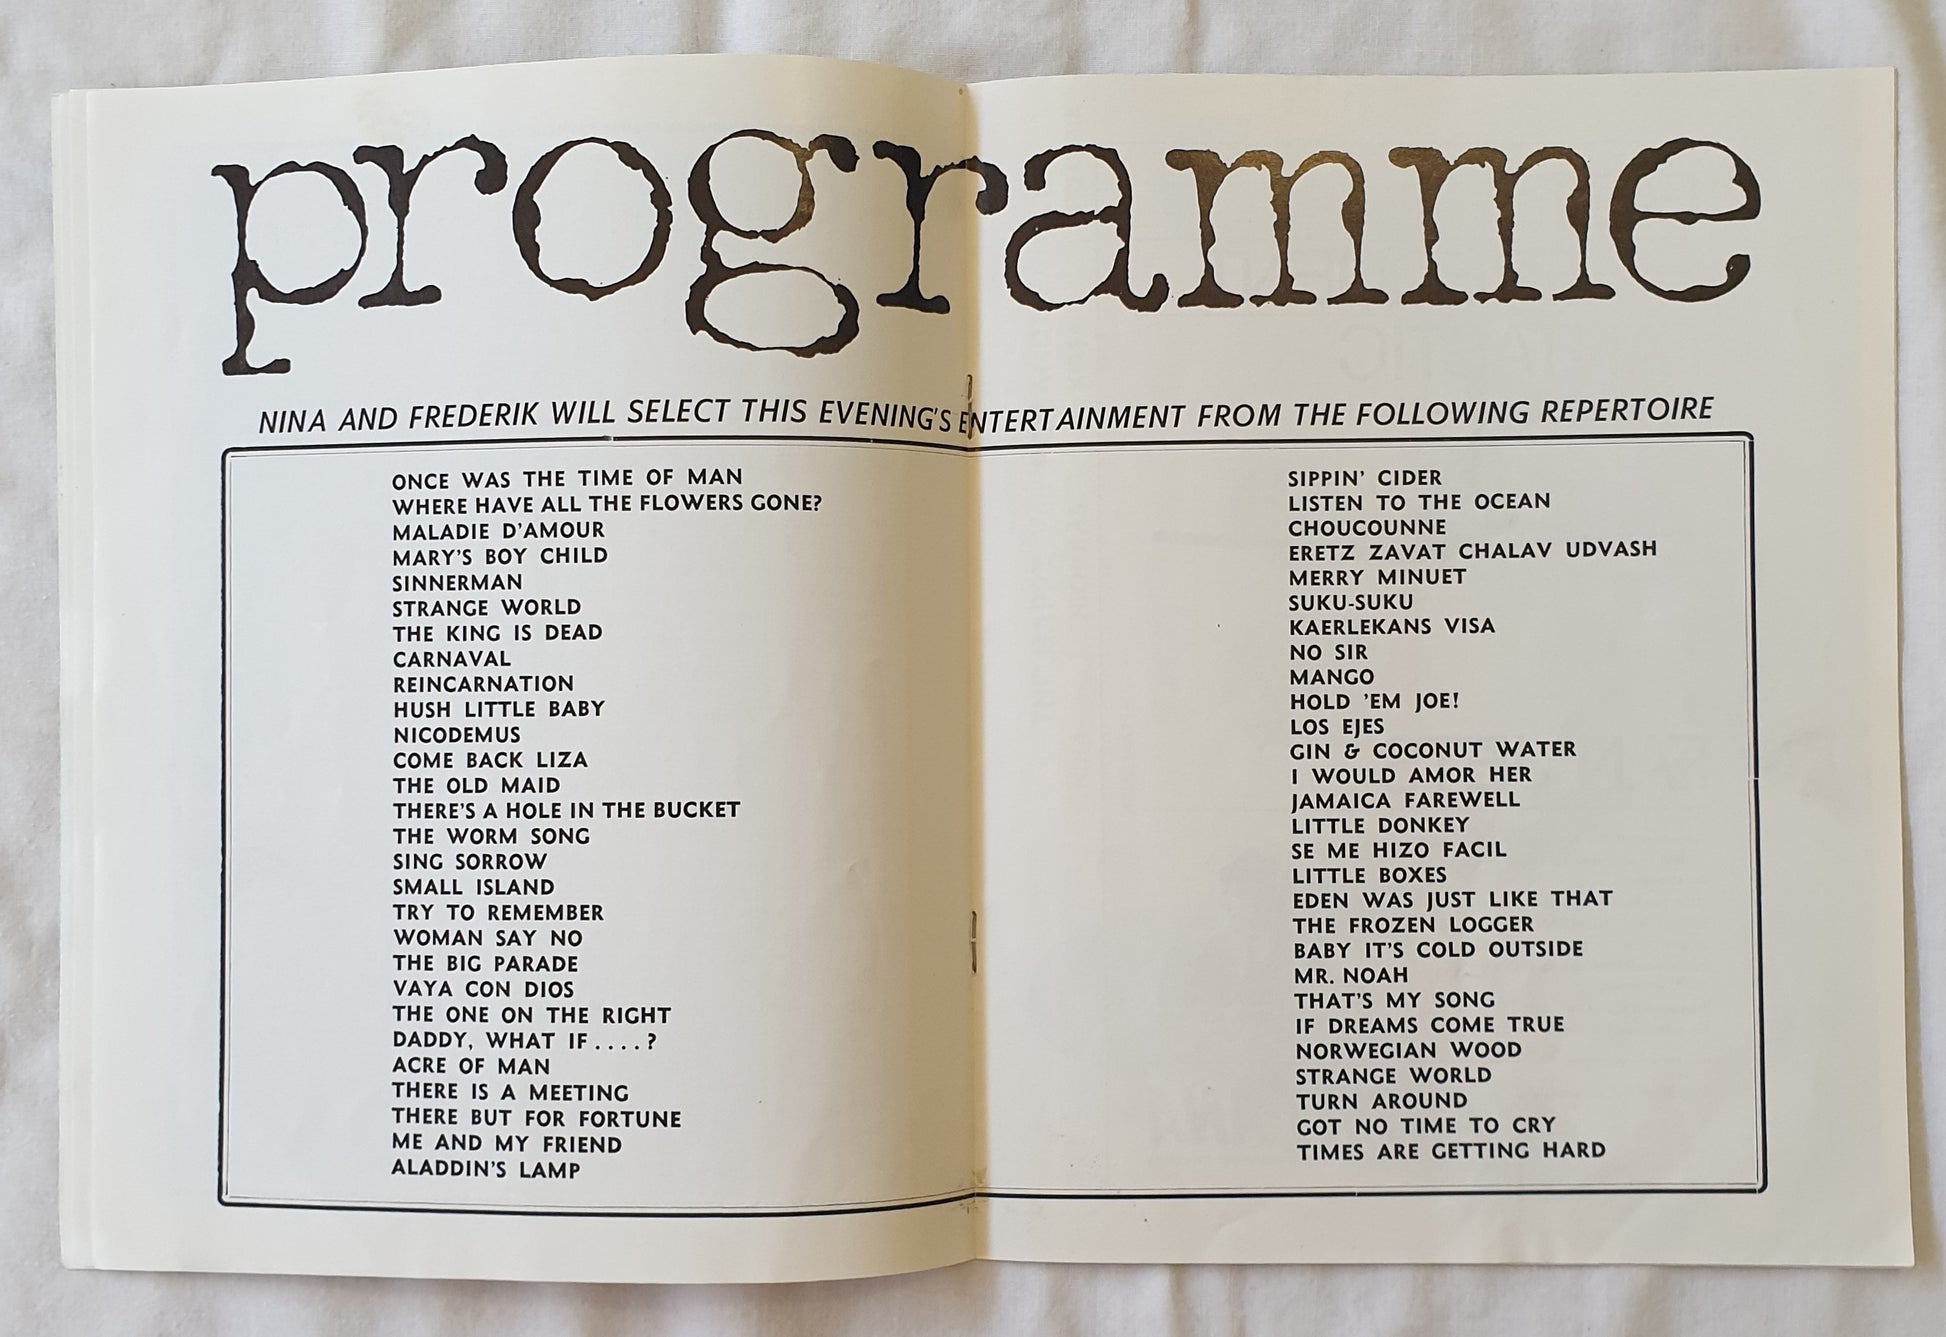 programme
NINA AND FREDERIK WILL SELECT THIS EVENING'S ENTERTAINMENT FROM THE FOLLOWING REPERTOIRE
ONCE WAS THE TIME OF MAN
WHERE HAVE ALL THE FLOWERS GONE?
MALADIE D'AMOUR
MARY'S BOY CHILD
SINNERMAN
STRANGE WORLD
THE KING IS DEAD
CARNAVAL
REINCARNATION
HUSH LITTLE BABY
NICODEMUS
COME BACK LIZA
THE OLD MAID
THERE'S A HOLE IN THE BUCKET
THE WORM SONG
SING SORROW
SMALL ISLAND
TRY TO REMEMBER
WOMAN SAY NO
THE BIG PARADE
VAYA CON DIOS
THE ONE ON THE RIGHT
DADDY, WHAT IF....?
ACRE OF MAN
THERE IS A MEETING
THERE BUT FOR FORTUNE
ME AND MY FRIEND
ALADDIN'S LAMP
SIPPIN' CIDER
LISTEN TO THE OCEAN
CHOUCOUNNE
ERETZ ZAVAT CHALAV UDVASH
MERRY MINUET
SUKU-SUKU
KAERLEKANS VISA
NO SIR
MANGO
HOLD 'EM JOE!
LOS EJES
GIN & COCONUT WATER
I WOULD AMOR HER
JAMAICA FAREWELL
LITTLE DONKEY
SE ME HIZO FACIL
LITTLE BOXES
EDEN WAS JUST LIKE THAT
THE FROZEN LOGGER
BABY IT'S COLD OUTSIDE
MR. NOAH
THAT'S MY SONG
IF DREAMS COME TRUE
NORWEGIAN WOOD
STRANGE WORLD
TURN AROUND
GOT NO TIME TO CRY
TIMES ARE GETTING HARD